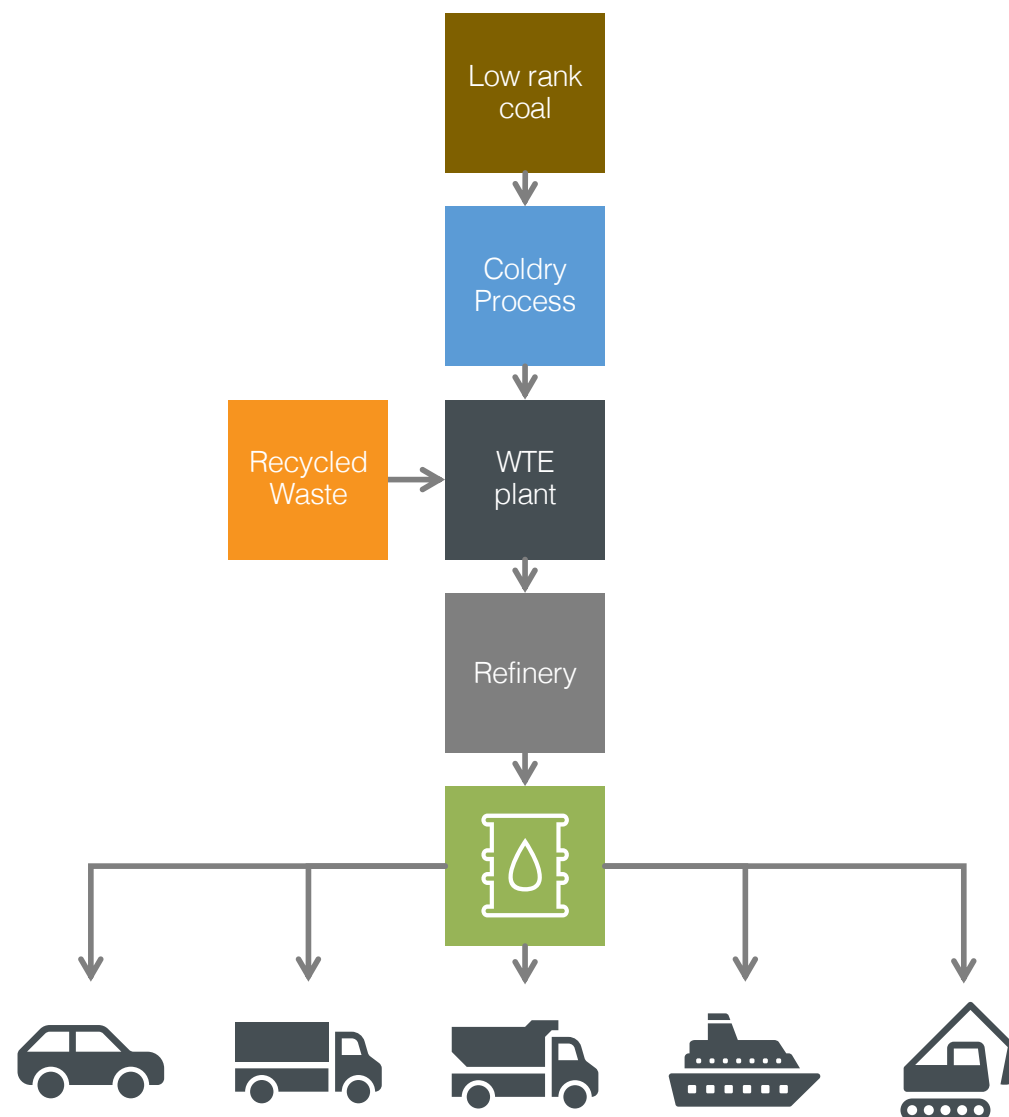 Low rank
coal
Coldry
Process
Recycled
Waste
WTE
plant
Refinery